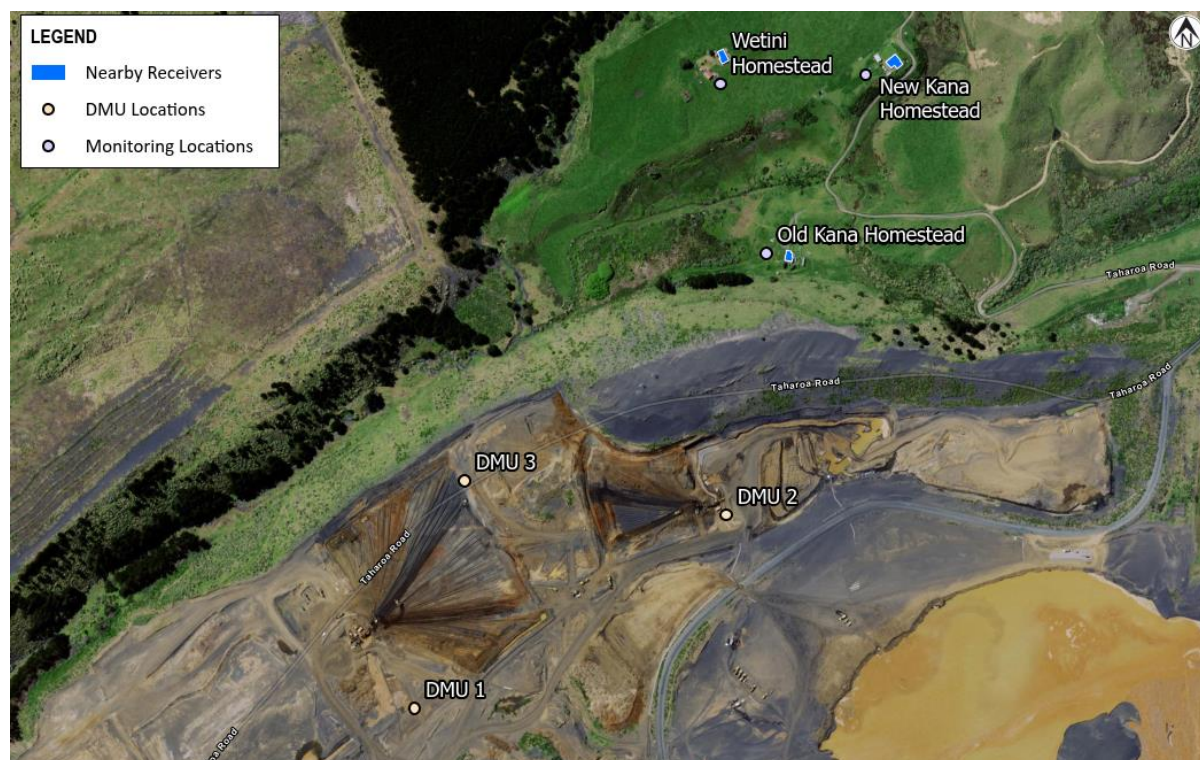 LEGEND
Nearby Receivers
DMU Locations
Monitoring Locations
N
Wetini
Homestead
New Kana
Homestead
Old Kana Homestead
Taharoa Road
Taharoa Road
Taharoa Road
DMU 3
DMU 2
Taharoa Road
DMU 1
oa Road